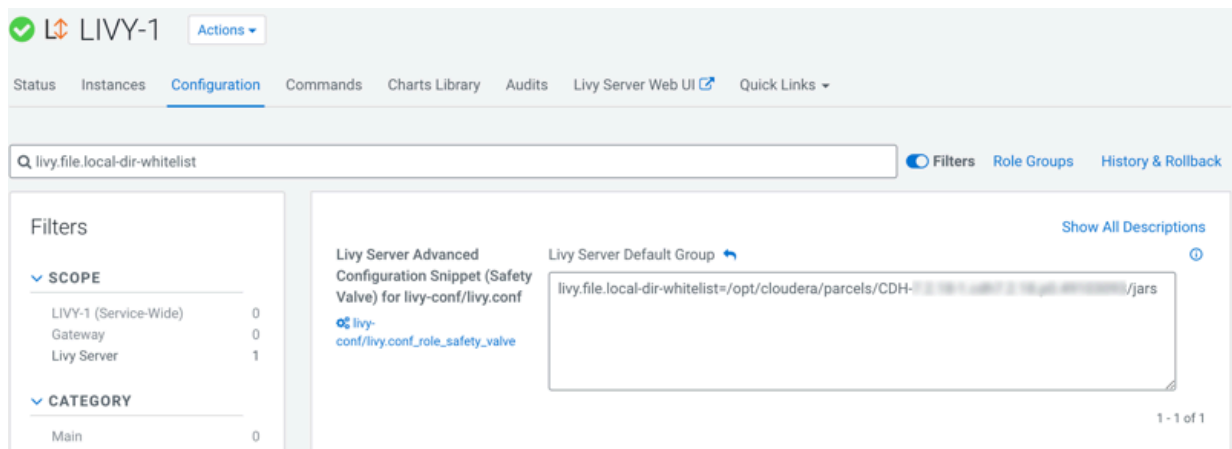 LIVY-1 Actions
Status Instances Configuration Commands Charts Library Audits Livy Server Web UI Quick Links
livy.file.local-dir-whitelist
Filters Role Groups History & Rollback
Filters
SCOPE
LIVY-1 (Service-Wide) 0
Gateway 0
Livy Server 1
CATEGORY
Main 0
Show All Descriptions
Livy Server Advanced
Configuration Snippet (Safety
Valve) for livy-conf/livy.conf
livy-
conf/livy.conf_role_safety_valve
Livy Server Default Group
livy.file.local-dir-whitelist=/opt/cloudera/parcels/CDH- /jars
1 - 1 of 1